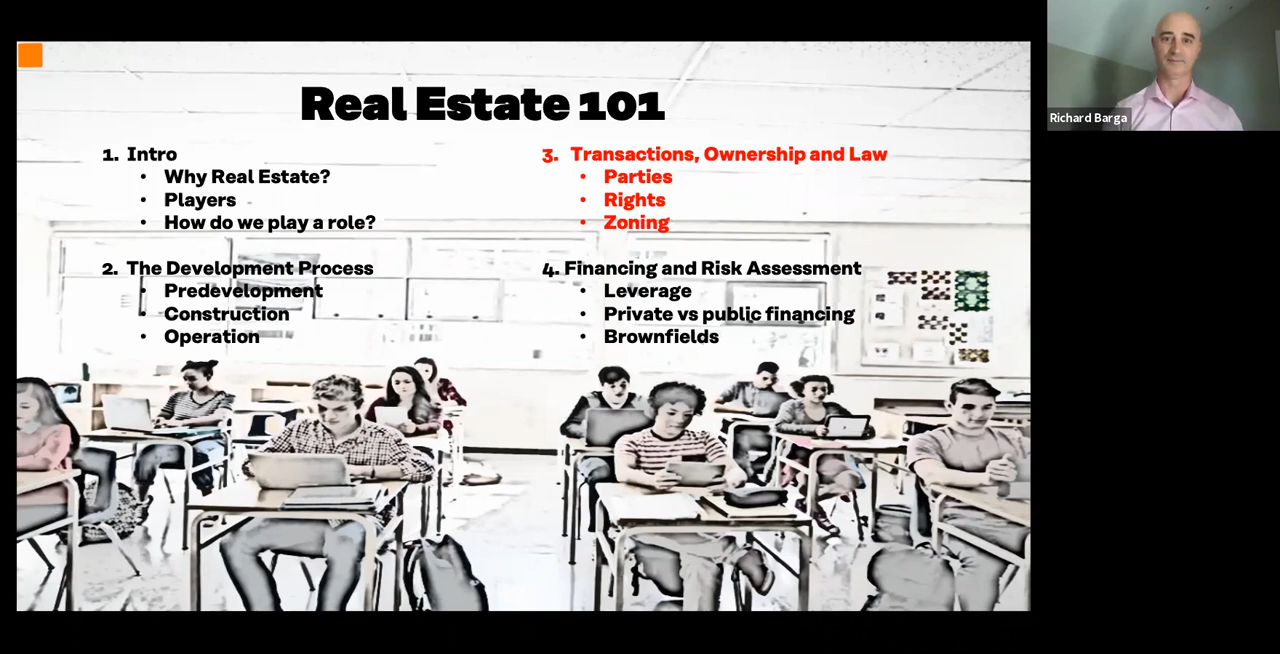 Real Estate 101
1. Intro
• Why Real Estate?
• Players
• How do we play a role?
2. The Development Process
• Predevelopment
• Construction
• Operation
3. Transactions, Ownership and Law
• Parties
• Rights
• Zoning
4. Financing and Risk Assessment
• Leverage
• Private vs public financing
• Brownfields
Richard Barga